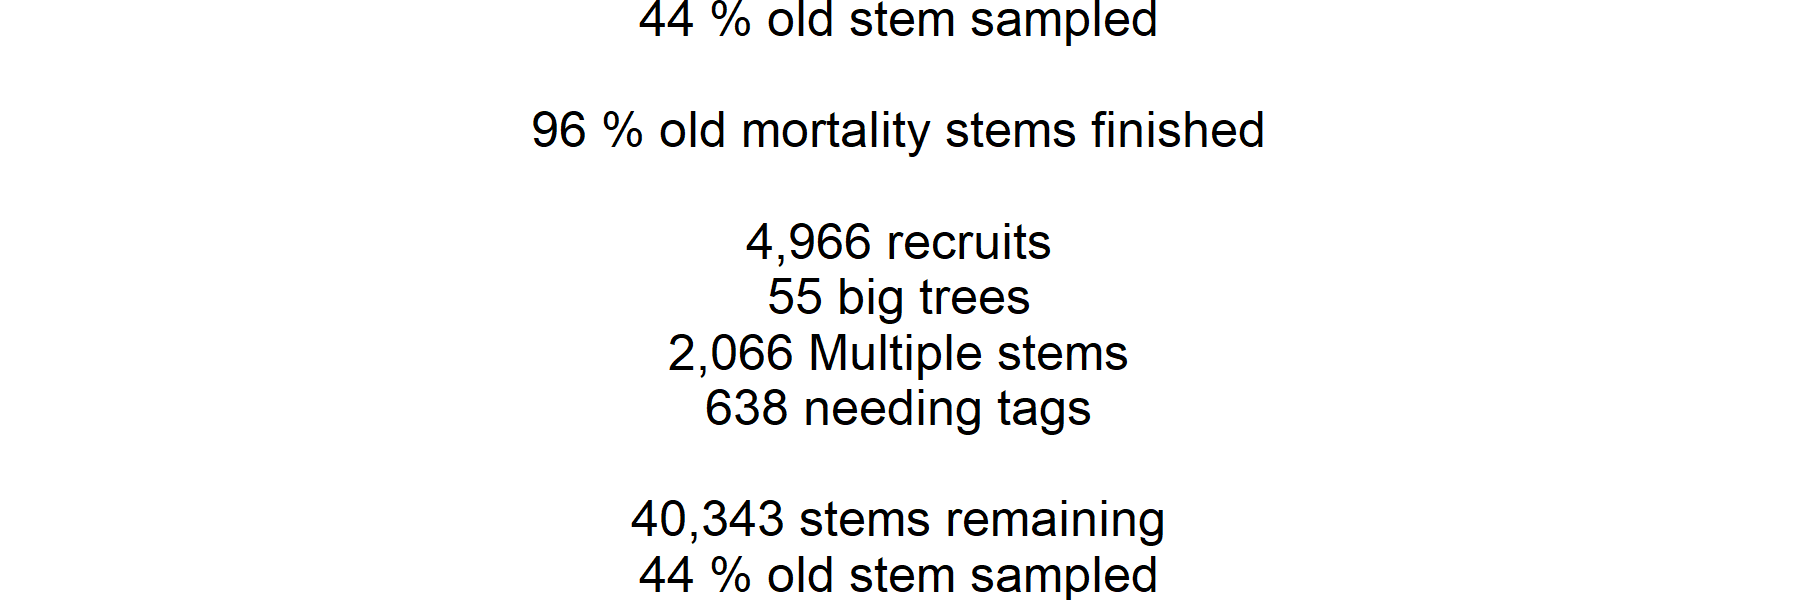 44 % old stem sampled
96 % old mortality stems finished
4,966 recruits
55 big trees
2,066 Multiple stems
638 needing tags
40,343 stems remaining
44 % old stem sampled